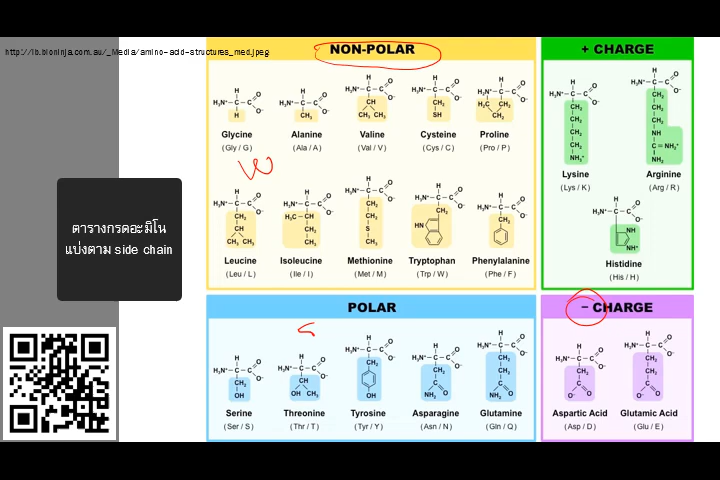 http://ib.bioninja.com.au/_Media/amino-acid-structures_med.jpeg
NON-POLAR
+ CHARGE
Glycine
(Gly / G)
Alanine
(Ala / A)
Valine
(Val / V)
Cysteine
(Cys / C)
Proline
(Pro / P)
Lysine
(Lys / K)
Arginine
(Arg / R)
ตารางกรดอะมิโน
แบ่งตาม side chain
Leucine
(Leu / L)
Isoleucine
(Ile / I)
Methionine
(Met / M)
Tryptophan
(Trp / W)
Phenylalanine
(Phe / F)
Histidine
(His / H)
POLAR
− CHARGE
Serine
(Ser / S)
Threonine
(Thr / T)
Tyrosine
(Tyr / Y)
Asparagine
(Asn / N)
Glutamine
(Gln / Q)
Aspartic Acid
(Asp / D)
Glutamic Acid
(Glu / E)